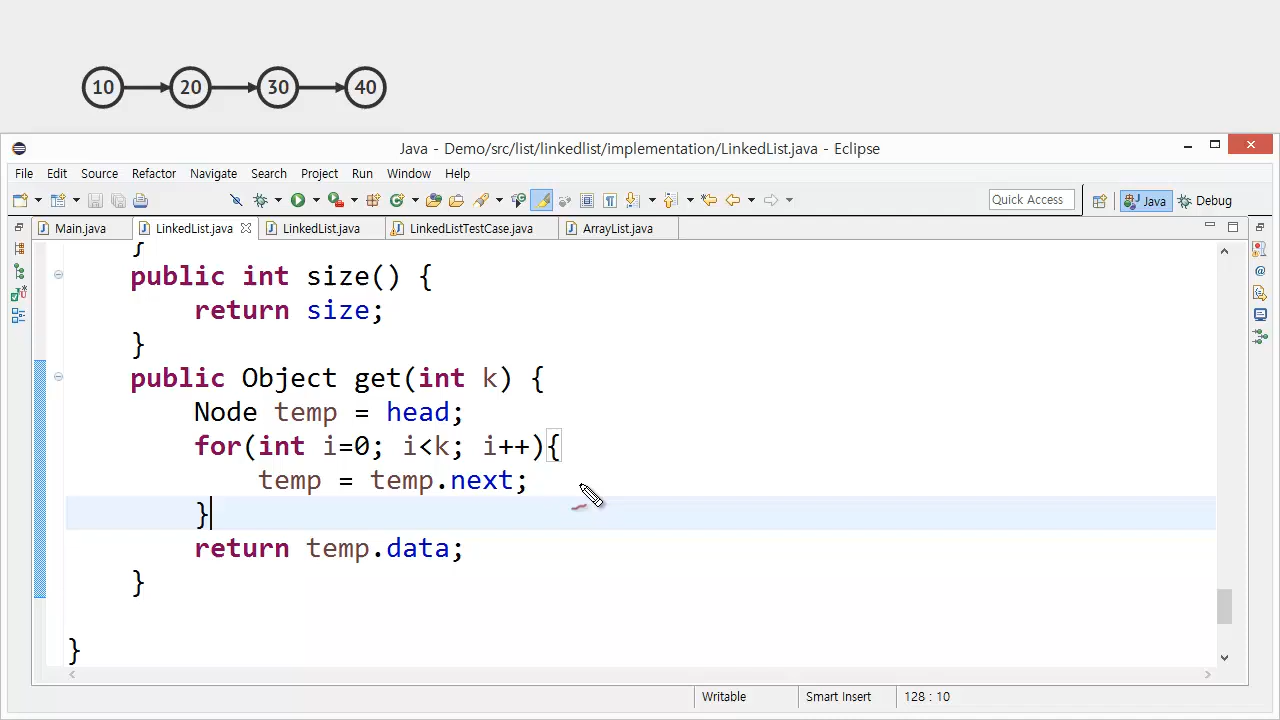 10 20 30 40
Java - Demo/src/list/linkedlist/implementation/LinkedList.java - Eclipse
File Edit Source Refactor Navigate Search Project Run Window Help
Quick Access Java Debug
Main.java LinkedList.java LinkedList.java LinkedListTestCase.java ArrayList.java
}
public int size() {
return size;
}
public Object get(int k) {
Node temp = head;
for(int i=0; i<k; i++){
temp = temp.next;
}
return temp.data;
}
}
Writable Smart Insert 128 : 10